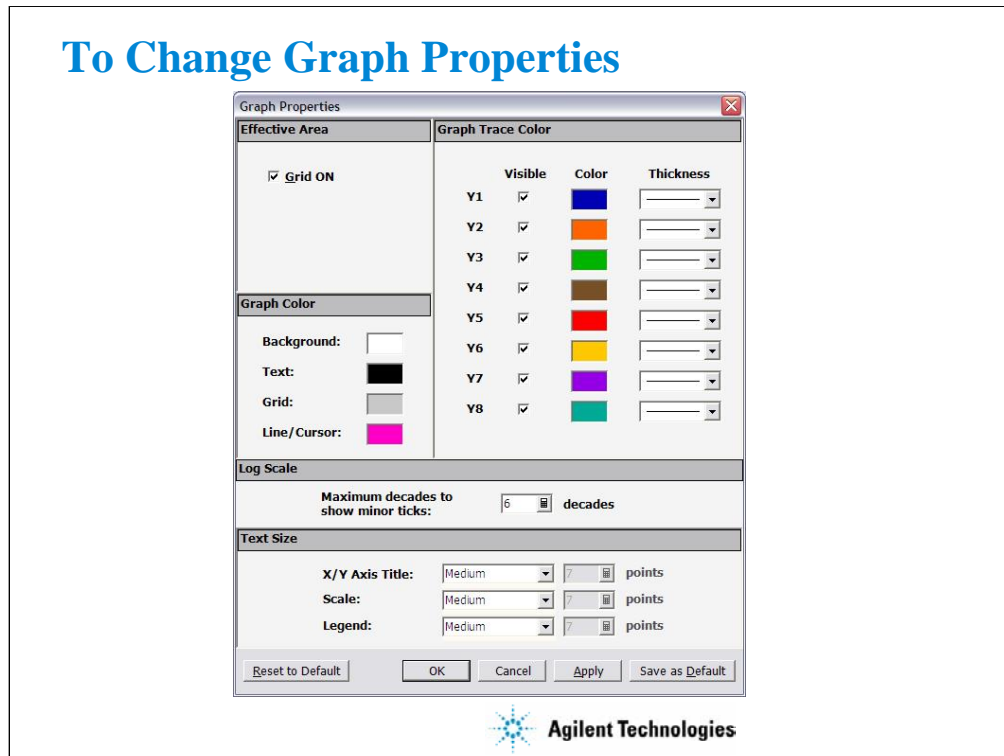 To Change Graph Properties
Graph Properties
Effective Area
Grid ON
Graph Color
Background:
Text:
Grid:
Line/Cursor:
Graph Trace Color
Visible Color Thickness
Y1
Y2
Y3
Y4
Y5
Y6
Y7
Y8
Log Scale
Maximum decades to
show minor ticks:
6 decades
Text Size
X/Y Axis Title: Medium 7 points
Scale: Medium 7 points
Legend: Medium 7 points
Reset to Default OK Cancel Apply Save as Default
Agilent Technologies